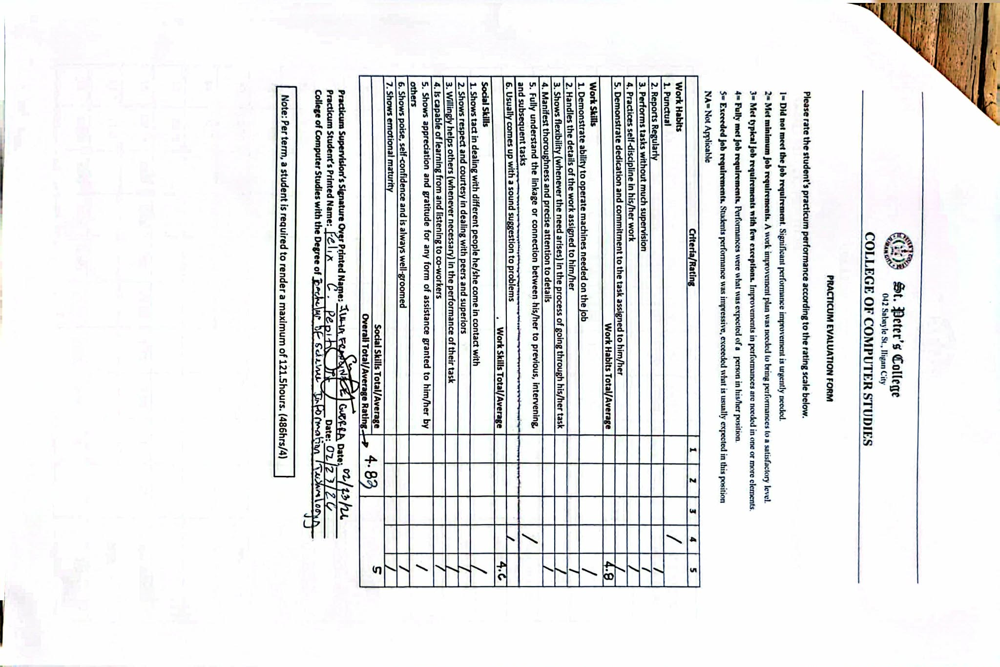 St. Peter's College
042 Sabayle St., Iligan City
COLLEGE OF COMPUTER STUDIES
PRACTICUM EVALUATION FORM
Please rate the student's practicum performance according to the rating scale below.
1= Did not meet the job requirement. Significant performance improvement is urgently needed.
2= Met minimum job requirements. A work improvement plan was needed to bring performances to a satisfactory level.
3= Met typical job requirements with few exceptions. Improvements in performances are needed in one or more elements.
4= Fully met job requirements. Performances were what was expected of a person in his/her position.
5= Exceeded job requirements. Students performance was impressive, exceeded what is usually expected in this position
NA= Not Applicable
Criteria/Rating 1 2 3 4 5
Work Habits
1. Punctual /
2. Reports Regularly /
3. Performs tasks without much supervision /
4. Practices self-discipline in his/her work /
5. Demonstrate dedication and commitment to the task assigned to him/her /
Work Habits Total/Average 4.8
Work Skills
1. Demonstrate ability to operate machines needed on the job /
2. Handles the details of the work assigned to him/her /
3. Shows flexibility (whenever the need arises) in the process of going through his/her task /
4. Manifest thoroughness and precise attention to details /
5. Fully understand the linkage or connection between his/her to previous, intervening, /
and subsequent tasks
6. Usually comes up with a sound suggestion to problems /
Work Skills Total/Average
Social Skills
1. Shows tact in dealing with different people he/she come in contact with /
2. Shows respect and courtesy in dealing with peers and superiors /
3. Willingly helps others (whenever necessary) in the performance of their task /
4. Is capable of learning from and listening to co-workers /
5. Shows appreciation and gratitude for any form of assistance granted to him/her by /
others
6. Shows poise, self-confidence and is always well-groomed /
7. Shows emotional maturity /
Social Skills Total/Average 5
Overall Total/Average Rating → 4.83
Practicum Supervision's Signature Over Printed Name: GUERRA Date: 02/23/26
Practicum Student's Printed Name: Felix C. Date: 02/23/26
College of Computer Studies with the Degree of Bachelor of science Information Technology
Note: Per term, a student is required to render a maximum of 121.5hours. (486hrs/4)